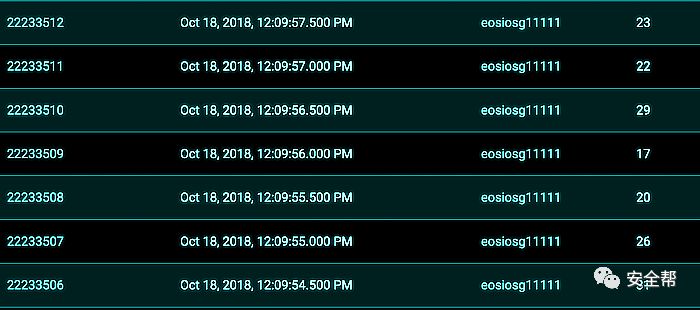 22233512 Oct 18, 2018, 12:09:57.500 PM eosiosg11111 23
22233511 Oct 18, 2018, 12:09:57.000 PM eosiosg11111 22
22233510 Oct 18, 2018, 12:09:56.500 PM eosiosg11111 29
22233509 Oct 18, 2018, 12:09:56.000 PM eosiosg11111 17
22233508 Oct 18, 2018, 12:09:55.500 PM eosiosg11111 20
22233507 Oct 18, 2018, 12:09:55.000 PM eosiosg11111 26
22233506 Oct 18, 2018, 12:09:54.500 PM eosiosg11111
安全帮